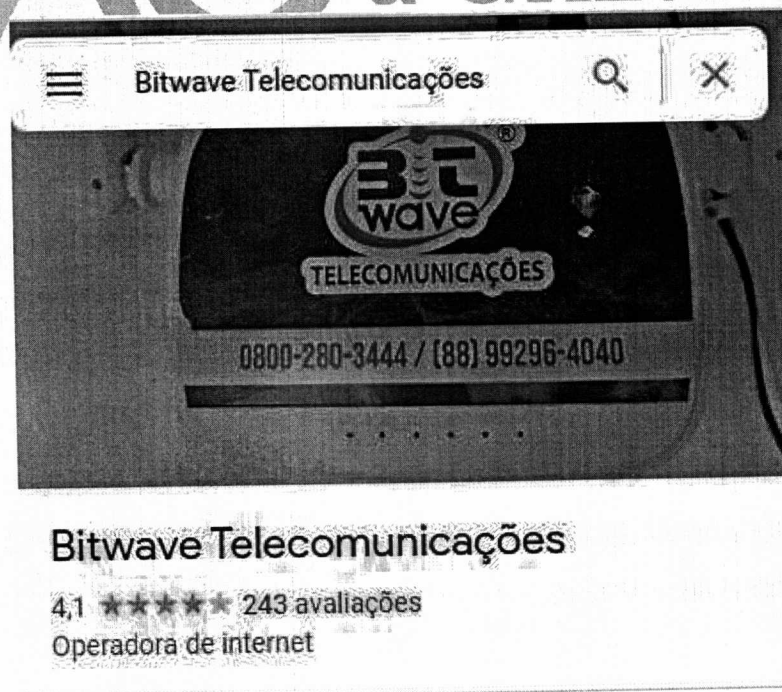 Bitwave Telecomunicações
Bit
wave
®
TELECOMUNICAÇÕES
0800-280-3444 / (88) 99296-4040
Bitwave Telecomunicações
4,1 ★★★★★ 243 avaliações
Operadora de internet